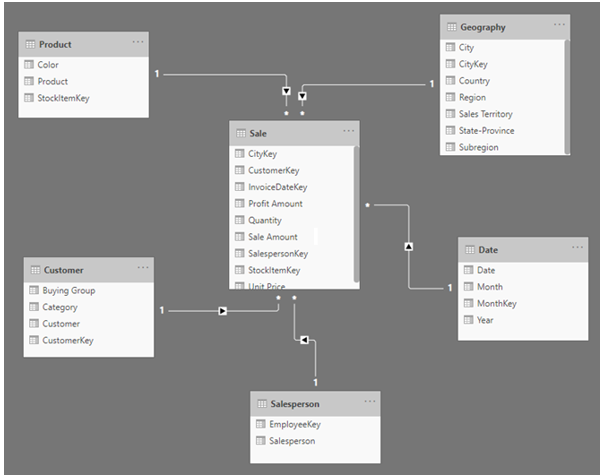 Product
Color
Product
StockItemKey
1
Geography
City
CityKey
Country
Region
Sales Territory
State-Province
Subregion
1
*
*
Sale
CityKey
CustomerKey
InvoiceDateKey
Profit Amount
Quantity
Sale Amount
SalespersonKey
StockItemKey
Unit Price
*
*
*
Customer
Buying Group
Category
Customer
CustomerKey
1
Date
Date
Month
MonthKey
Year
1
1
Salesperson
EmployeeKey
Salesperson